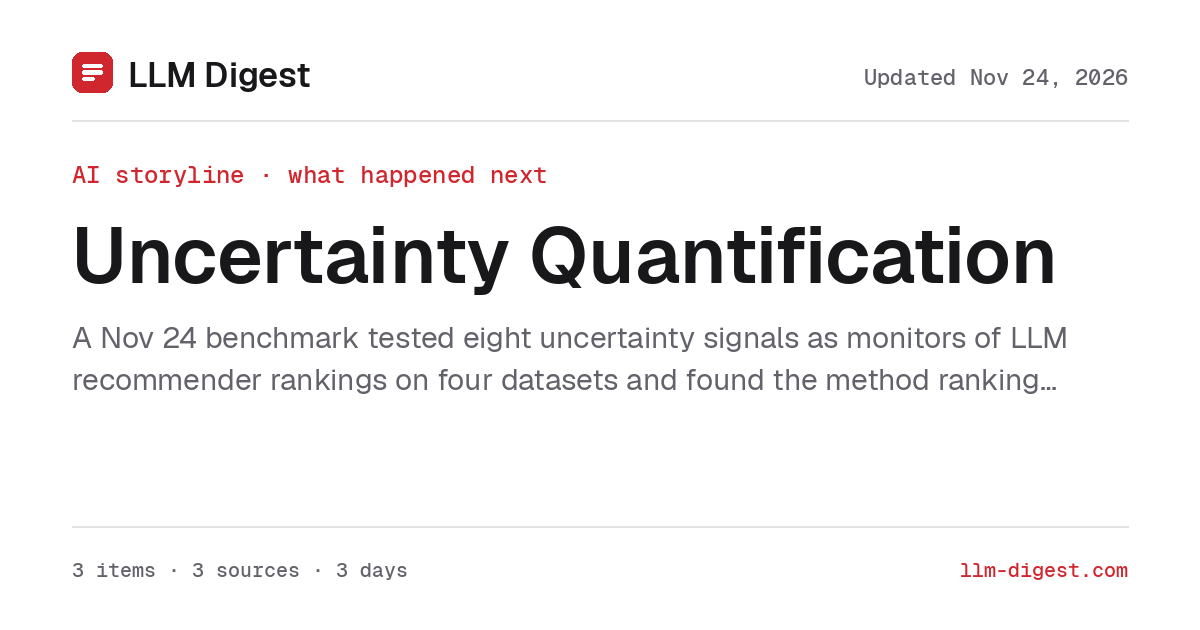 LLM Digest
Updated Nov 24, 2026
AI storyline · what happened next
Uncertainty Quantification
A Nov 24 benchmark tested eight uncertainty signals as monitors of LLM
recommender rankings on four datasets and found the method ranking…
3 items · 3 sources · 3 days
llm-digest.com